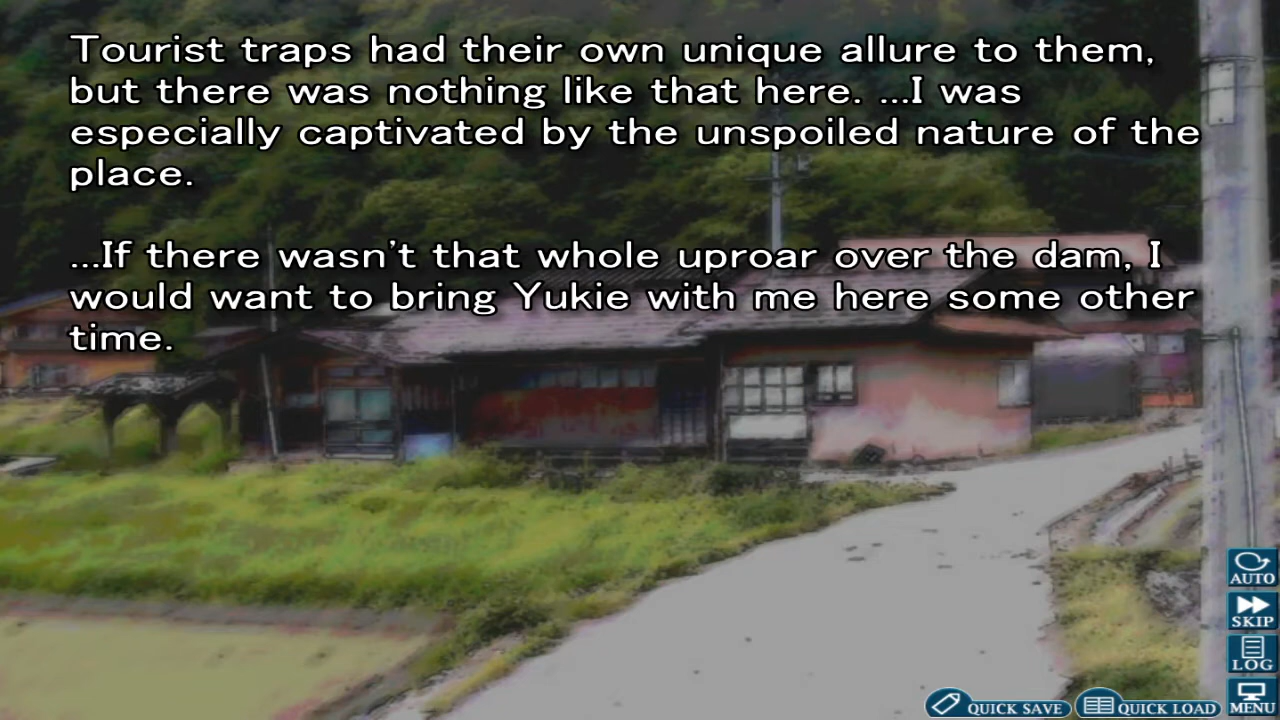 Tourist traps had their own unique allure to them,
but there was nothing like that here. ...I was
especially captivated by the unspoiled nature of the
place.
...If there wasn't that whole uproar over the dam, I
would want to bring Yukie with me here some other
time.
AUTO
SKIP
LOG
MENU
QUICK SAVE
QUICK LOAD